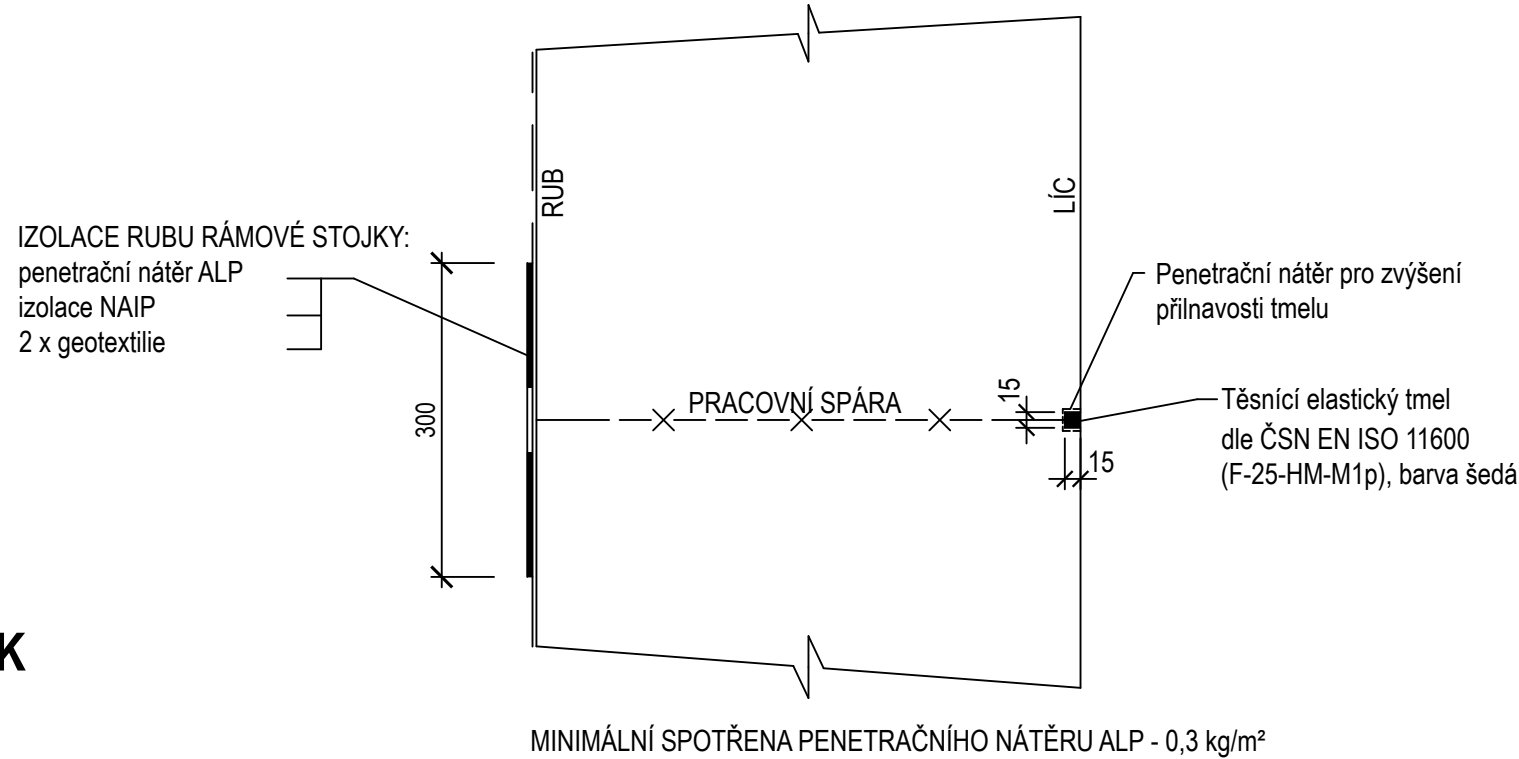 RUB
LÍC
IZOLACE RUBU RÁMOVÉ STOJKY:
penetrační nátěr ALP
izolace NAIP
2 x geotextilie
300
PRACOVNÍ SPÁRA
15
15
Penetrační nátěr pro zvýšení
přilnavosti tmelu
Těsnící elastický tmel
dle ČSN EN ISO 11600
(F-25-HM-M1p), barva šedá
K
MINIMÁLNÍ SPOTŘENA PENETRAČNÍHO NÁTĚRU ALP - 0,3 kg/m²